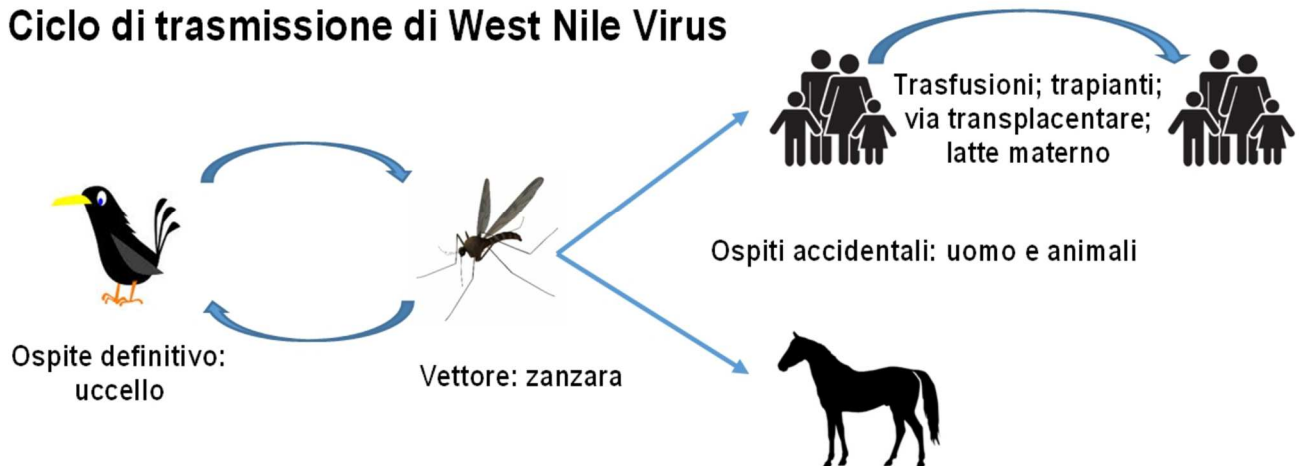 Ciclo di trasmissione di West Nile Virus
Trasfusioni; trapianti;
via transplacentare;
latte materno
Ospiti accidentali: uomo e animali
Ospite definitivo:
uccello
Vettore: zanzara